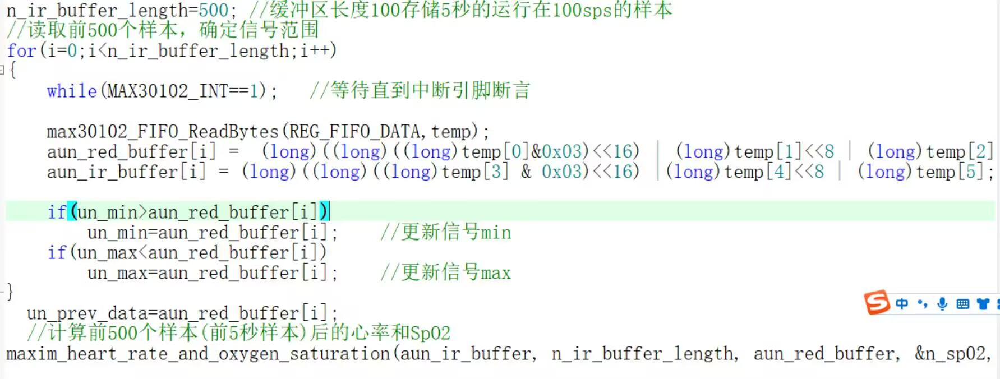 n_ir_buffer_length=500; //缓冲区长度100存储5秒的运行在100sps的样本
//读取前500个样本，确定信号范围
for(i=0;i<n_ir_buffer_length;i++)
{
while(MAX30102_INT==1); //等待直到中断引脚断言
max30102_FIFO_ReadBytes(REG_FIFO_DATA,temp);
aun_red_buffer[i] = (long)((long)((long)temp[0]&0x03)<<16) | (long)temp[1]<<8 | (long)temp[2]
aun_ir_buffer[i] = (long)((long)((long)temp[3] & 0x03)<<16) |(long)temp[4]<<8 | (long)temp[5];
if(un_min>aun_red_buffer[i])
un_min=aun_red_buffer[i]; //更新信号min
if(un_max<aun_red_buffer[i])
un_max=aun_red_buffer[i]; //更新信号max
}
un_prev_data=aun_red_buffer[i];
//计算前500个样本(前5秒样本)后的心率和SpO2
maxim_heart_rate_and_oxygen_saturation(aun_ir_buffer, n_ir_buffer_length, aun_red_buffer, &n_spO2,
S中